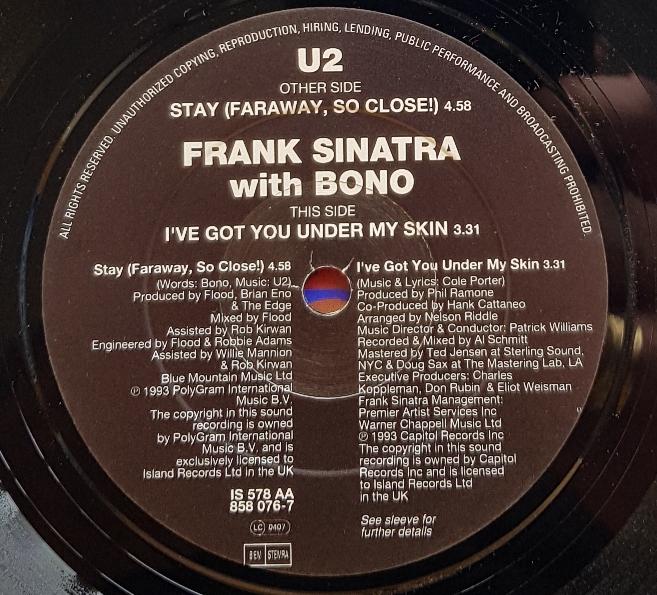 ALL RIGHTS RESERVED. UNAUTHORIZED COPYING, REPRODUCTION, HIRING, LENDING, PUBLIC PERFORMANCE AND BROADCASTING PROHIBITED.
U2
OTHER SIDE
STAY (FARAWAY, SO CLOSE!) 4.58
FRANK SINATRA
with BONO
THIS SIDE
I'VE GOT YOU UNDER MY SKIN 3.31
Stay (Faraway, So Close!) 4.58
(Words: Bono, Music: U2)
Produced by Flood, Brian Eno
& The Edge
Mixed by Flood
Assisted by Rob Kirwan
Engineered by Flood & Robbie Adams
Assisted by Willie Mannion
& Rob Kirwan
Blue Mountain Music Ltd
℗ 1993 PolyGram International
Music B.V.
The copyright in this sound
recording is owned
by PolyGram International
Music B.V. and is
exclusively licensed to
Island Records Ltd in the UK
IS 578 AA
858 076-7
LC 0407
BIEM STEMRA
I've Got You Under My Skin 3.31
(Music & Lyrics: Cole Porter)
Produced by Phil Ramone
Co-Produced by Hank Cattaneo
Arranged by Nelson Riddle
Music Director & Conductor: Patrick Williams
Recorded & Mixed by Al Schmitt
Mastered by Ted Jensen at Sterling Sound,
NYC & Doug Sax at The Mastering Lab, LA
Executive Producers: Charles
Koppleman, Don Rubin & Eliot Weisman
Frank Sinatra Management:
Premier Artist Services Inc
Warner Chappell Music Ltd
℗ 1993 Capitol Records Inc
The copyright in this sound
recording is owned by Capitol
Records Inc and is licensed
to Island Records Ltd
in the UK
See sleeve for
further details